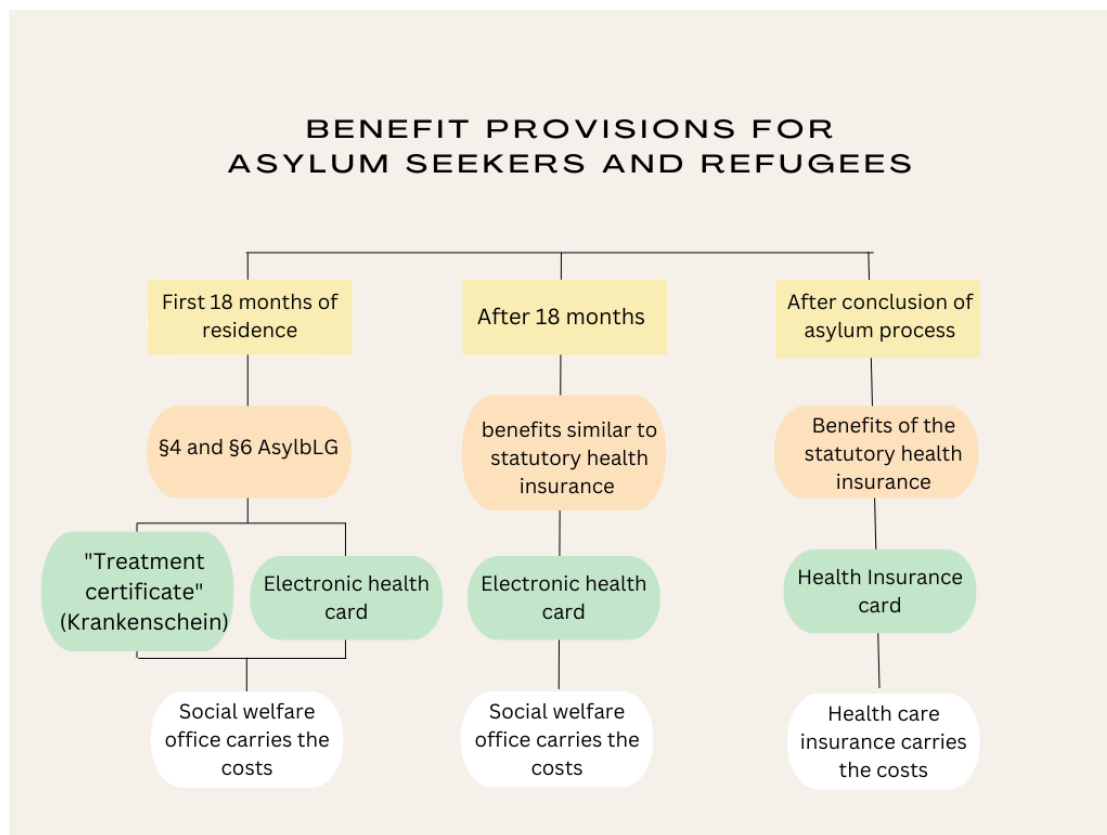 BENEFIT PROVISIONS FOR
ASYLUM SEEKERS AND REFUGEES
First 18 months of
residence
After 18 months
After conclusion of
asylum process
§4 and §6 AsylbLG
benefits similar to
statutory health
insurance
Benefits of the
statutory health
insurance
"Treatment
certificate"
(Krankenschein)
Electronic health
card
Electronic health
card
Health Insurance
card
Social welfare
office carries the
costs
Social welfare
office carries the
costs
Health care
insurance carries
the costs